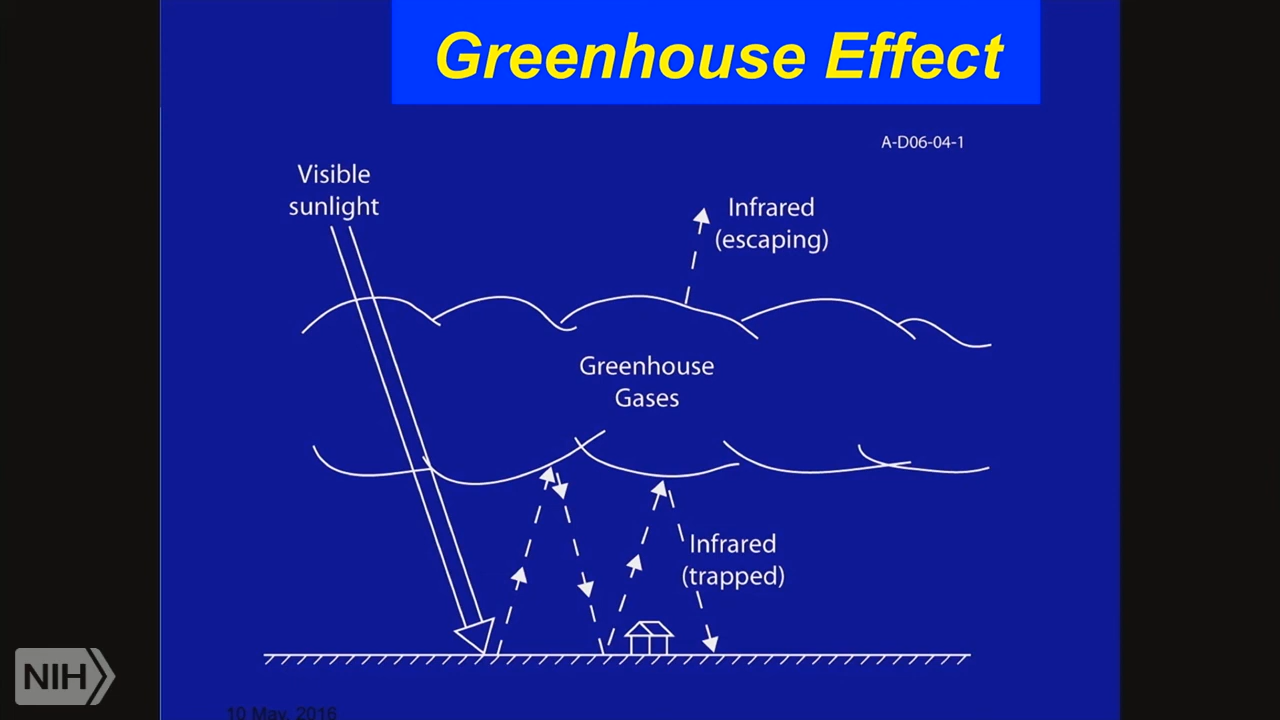 Greenhouse Effect
A-D06-04-1
Visible
sunlight
Infrared
(escaping)
Greenhouse
Gases
Infrared
(trapped)
NIH
10 May, 2016